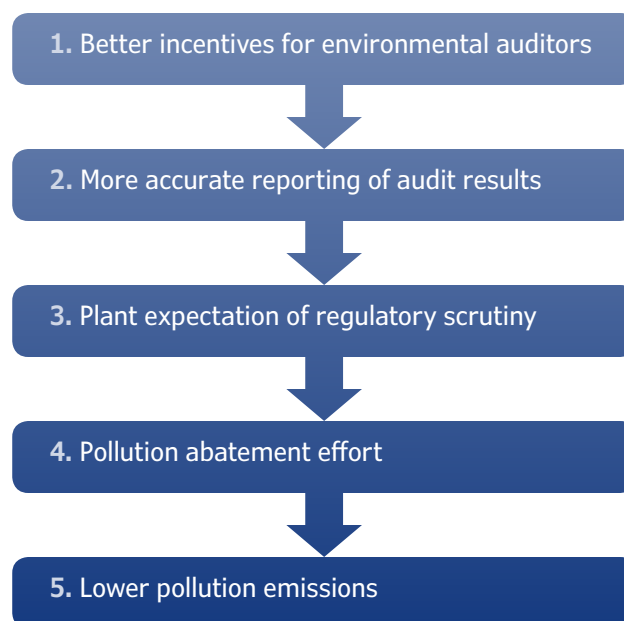 1. Better incentives for environmental auditors
2. More accurate reporting of audit results
3. Plant expectation of regulatory scrutiny
4. Pollution abatement effort
5. Lower pollution emissions